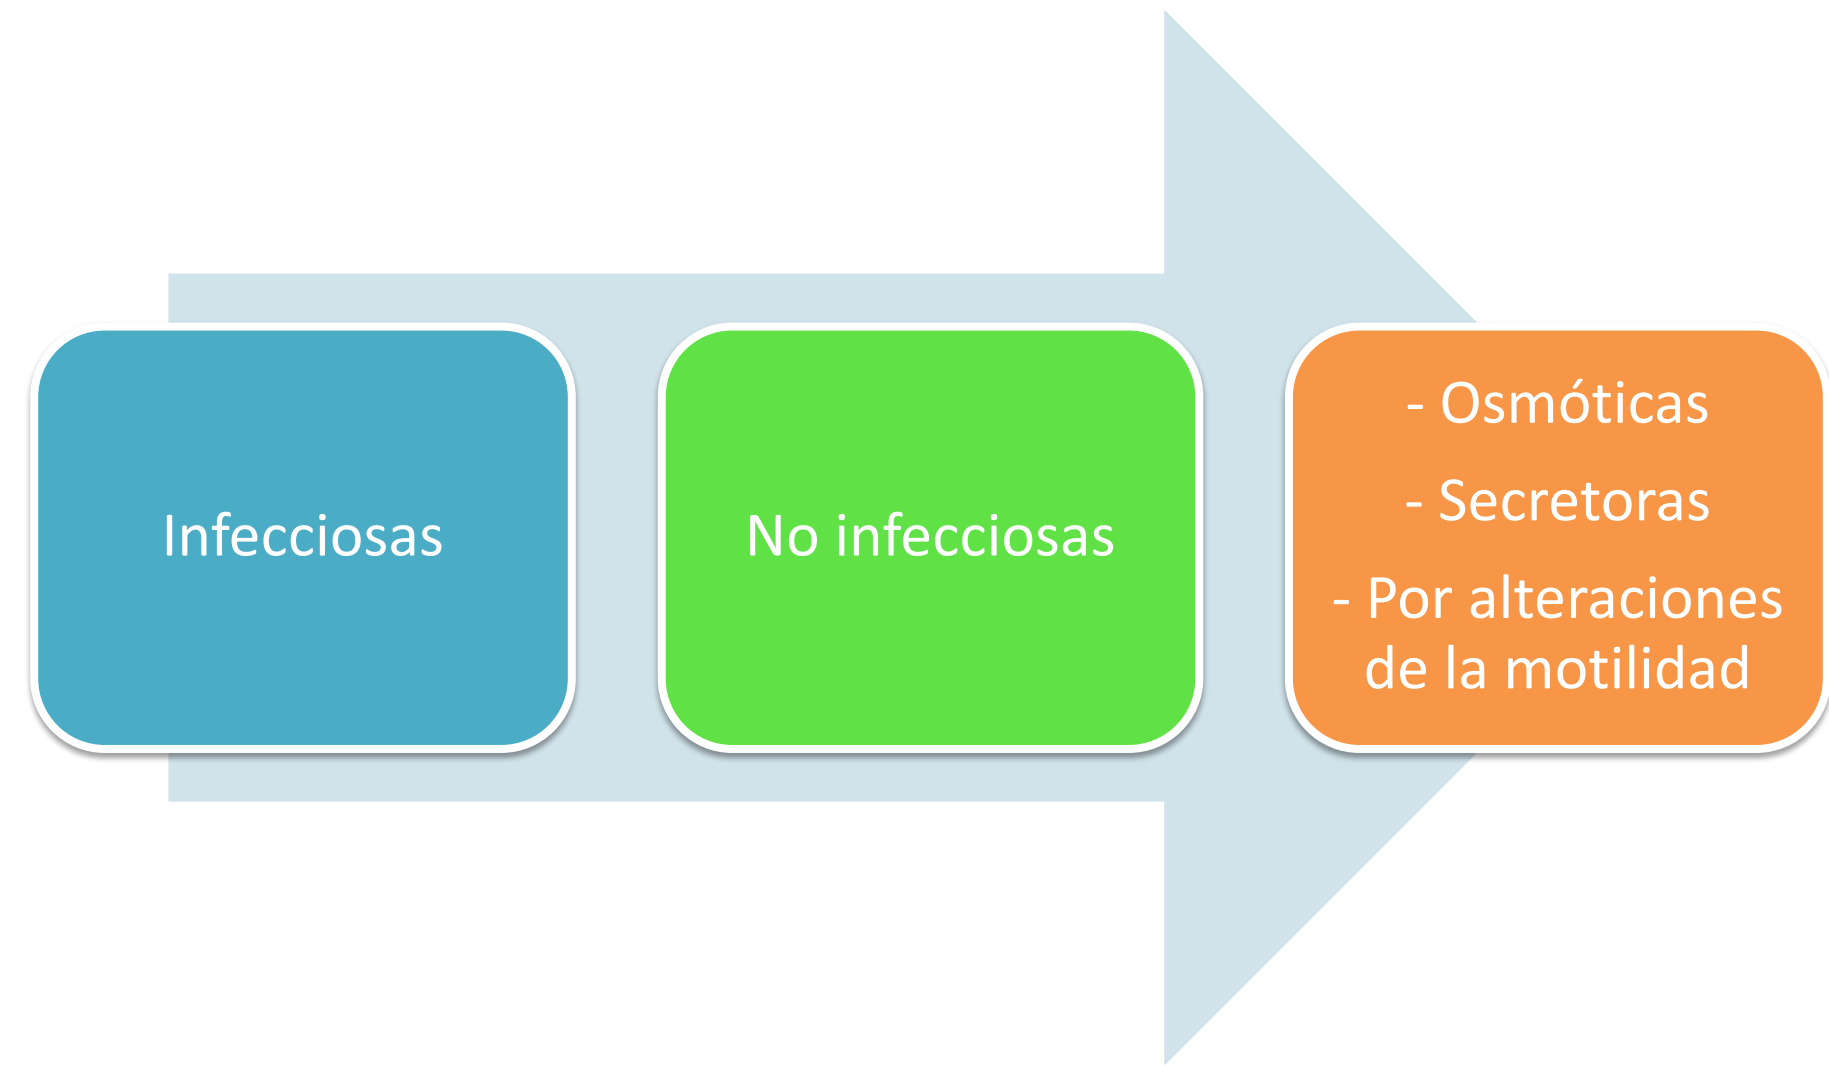 Infecciosas
No infecciosas
- Osmóticas
- Secretoras
- Por alteraciones
de la motilidad